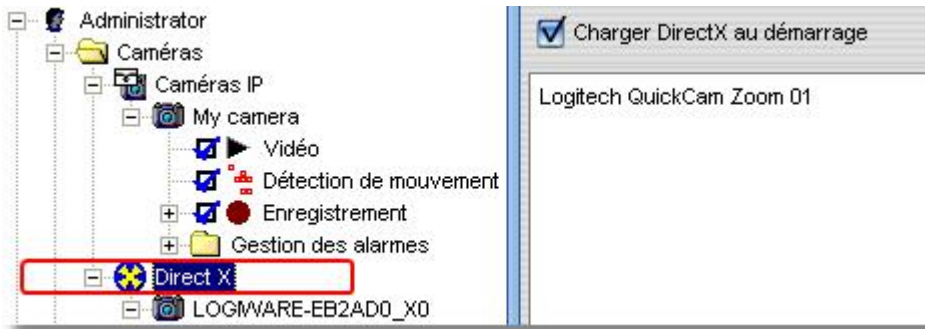 Administrator
Caméras
Caméras IP
My camera
Vidéo
Détection de mouvement
Enregistrement
Gestion des alarmes
Direct X
LOGIWARE-EB2AD0_X0
Charger DirectX au démarrage
Logitech QuickCam Zoom 01